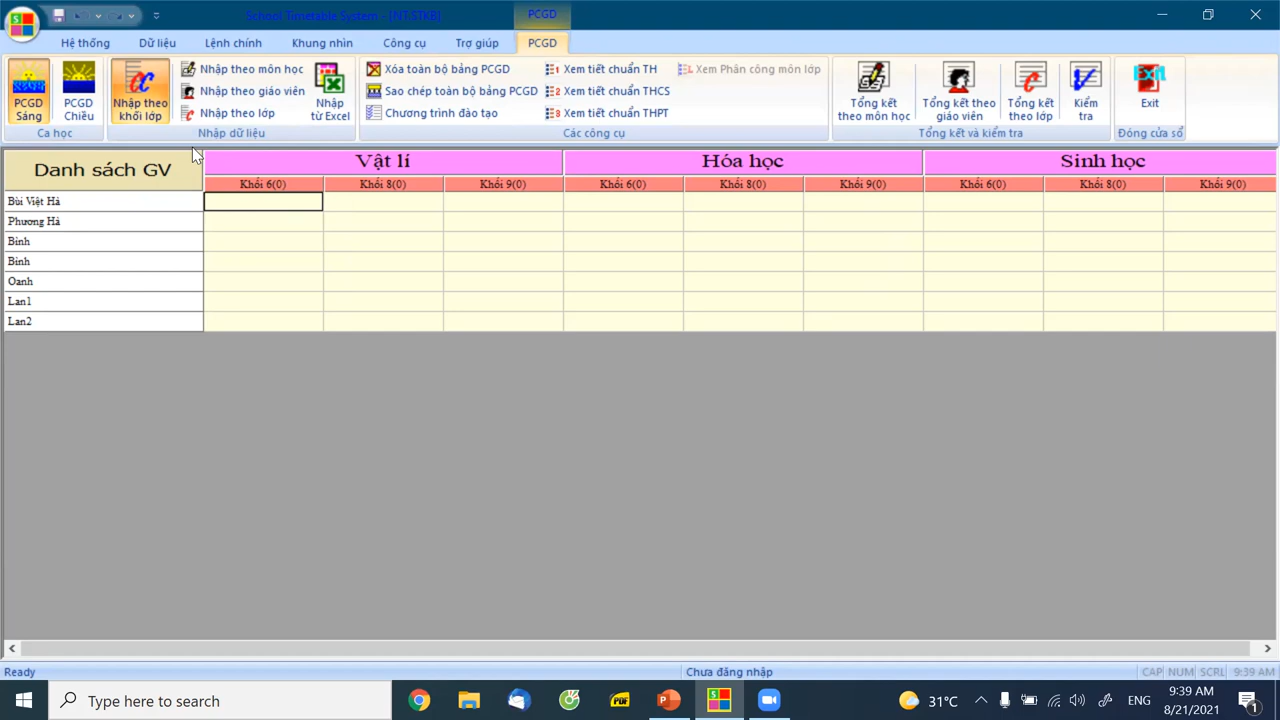 School Timetable System - [NT.STKB]
PCGD
Hệ thống
Dữ liệu
Lệnh chính
Khung nhìn
Công cụ
Trợ giúp
PCGD
PCGD Sáng
PCGD Chiều
Ca học
Nhập theo khối lớp
Nhập theo môn học
Nhập theo giáo viên
Nhập theo lớp
Nhập từ Excel
Nhập dữ liệu
Xóa toàn bộ bảng PCGD
Sao chép toàn bộ bảng PCGD
Chương trình đào tạo
Xem tiết chuẩn TH
Xem tiết chuẩn THCS
Xem tiết chuẩn THPT
Xem Phân công môn lớp
Các công cụ
Tổng kết theo môn học
Tổng kết theo giáo viên
Tổng kết theo lớp
Kiểm tra
Tổng kết và kiểm tra
Exit
Đóng cửa sổ
Danh sách GV
Vật lí
Hóa học
Sinh học
Khối 6(0)
Khối 8(0)
Khối 9(0)
Khối 6(0)
Khối 8(0)
Khối 9(0)
Khối 6(0)
Khối 8(0)
Khối 9(0)
Bùi Việt Hà
Phương Hà
Bình
Bình
Oanh
Lan1
Lan2
Ready
Chưa đăng nhập
CAP NUM SCRL 9:39 AM
Type here to search
PDF
31°C
ENG
9:39 AM
8/21/2021
1